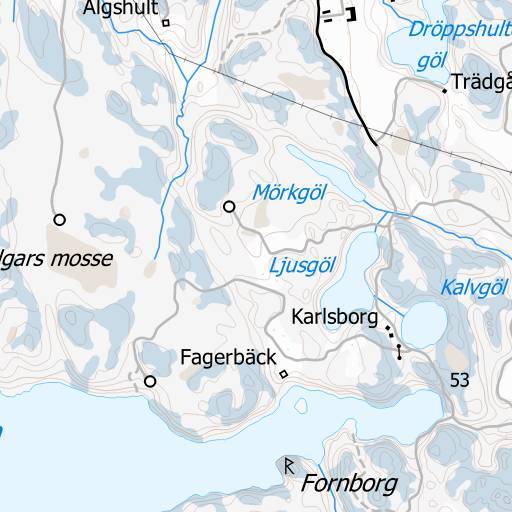 Älgshult
Dröppshult
göl
Trädgå
Mörkgöl
lgars mosse
Ljusgöl
Kalvgöl
Karlsborg
Fagerbäck
53
Fornborg